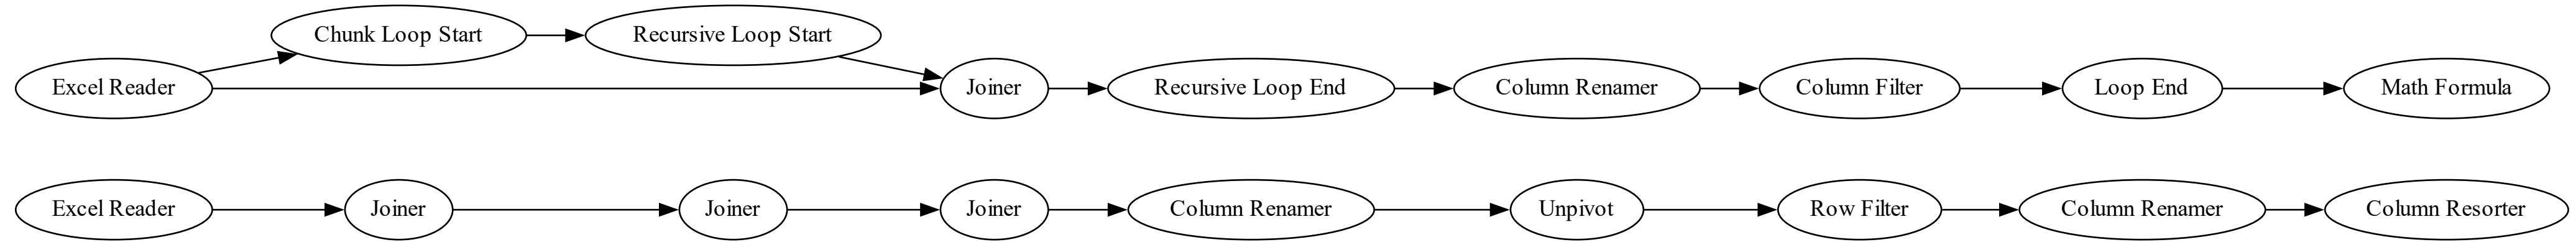 Chunk Loop Start
Recursive Loop Start
Excel Reader
Joiner
Recursive Loop End
Column Renamer
Column Filter
Loop End
Math Formula
Excel Reader
Joiner
Joiner
Joiner
Column Renamer
Unpivot
Row Filter
Column Renamer
Column Resorter